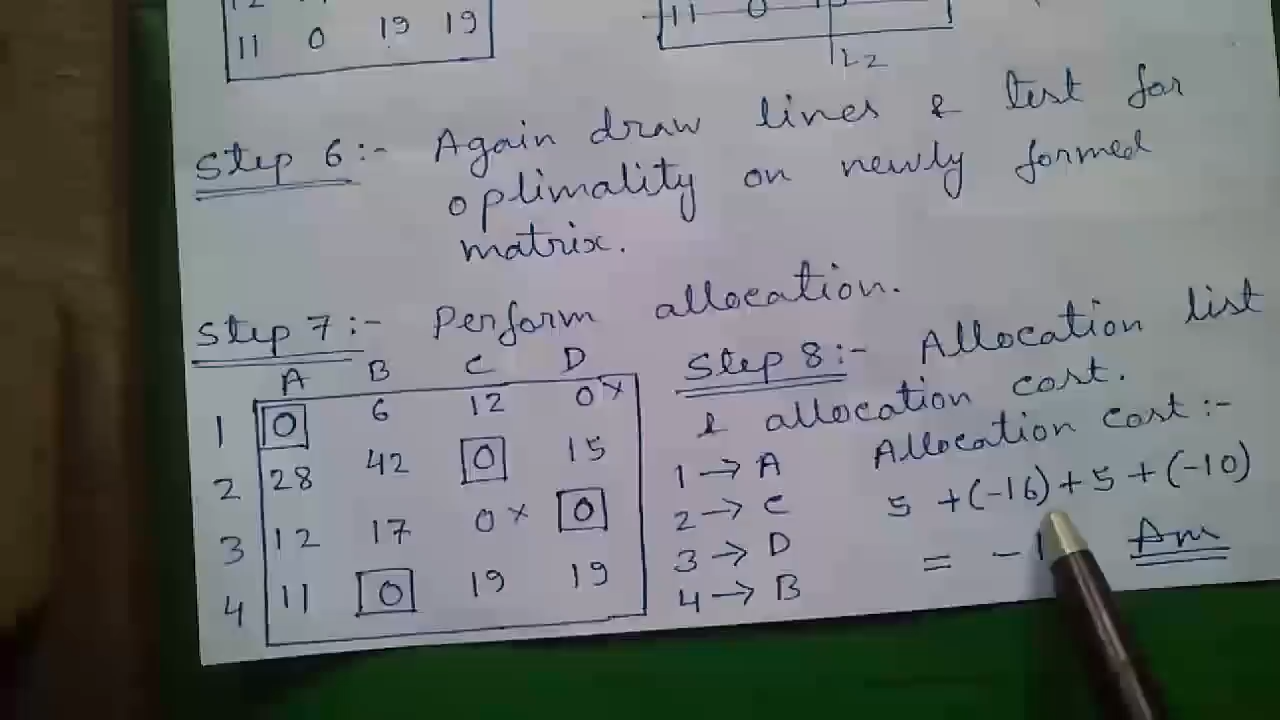 11 0 19 19
11 0
L2
Step 6:- Again draw lines & test for
optimality on newly formed
matrix.
Step 7:- Perform allocation.
A B C D
1 0 6 12 0x
2 28 42 0 15
3 12 17 0x 0
4 11 0 19 19
Step 8:- Allocation list
& allocation cost.
1 → A
2 → C
3 → D
4 → B
Allocation cost:-
5 + (-16) + 5 + (-10)
= -1 Ans